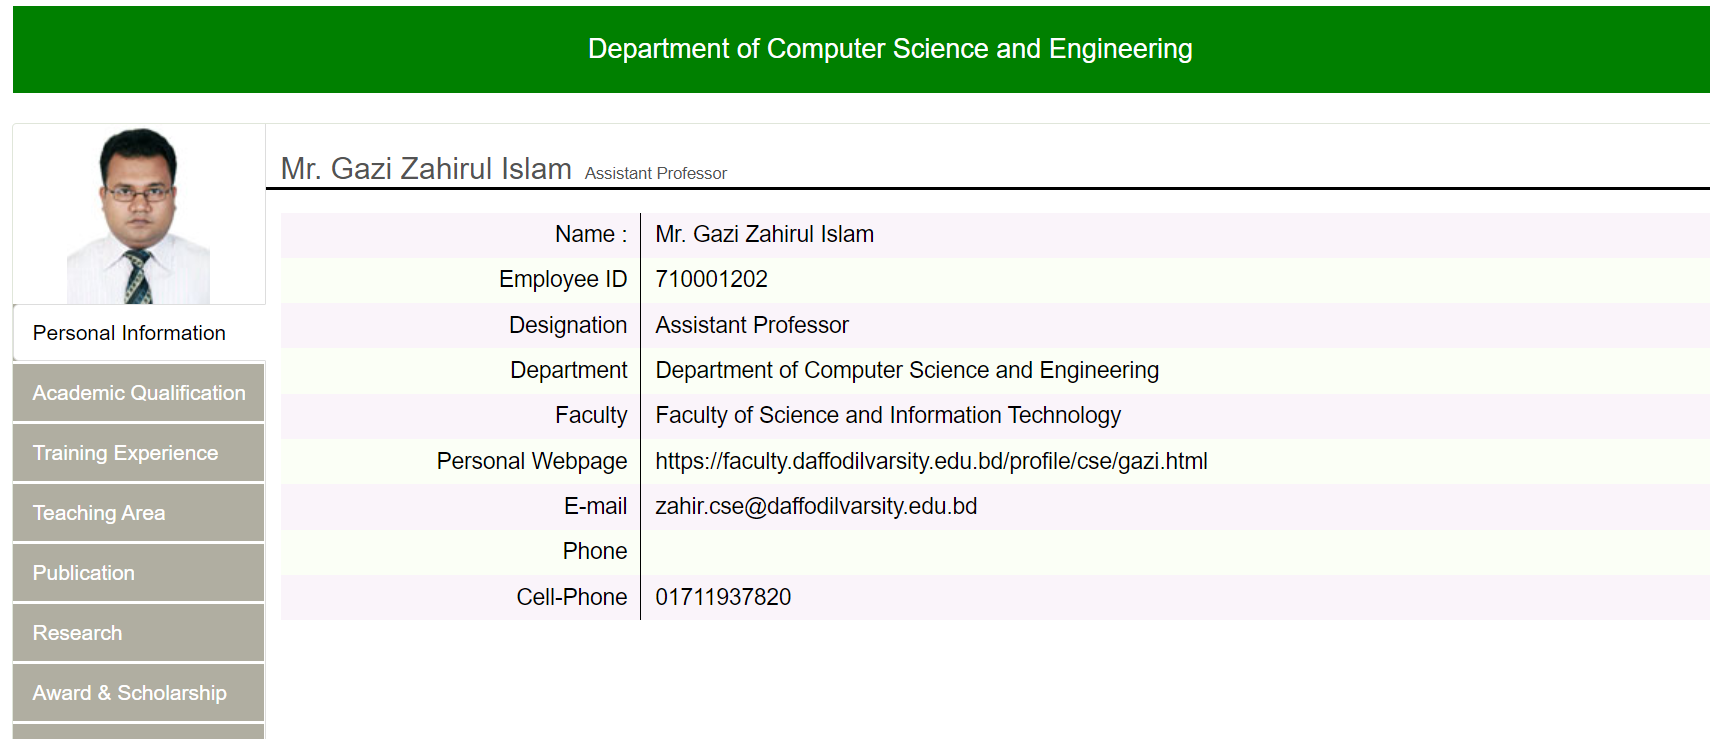 Department of Computer Science and Engineering
Mr. Gazi Zahirul Islam Assistant Professor
Name : Mr. Gazi Zahirul Islam
Employee ID 710001202
Designation Assistant Professor
Department Department of Computer Science and Engineering
Faculty Faculty of Science and Information Technology
Personal Webpage https://faculty.daffodilvarsity.edu.bd/profile/cse/gazi.html
E-mail zahir.cse@daffodilvarsity.edu.bd
Phone
Cell-Phone 01711937820
Personal Information
Academic Qualification
Training Experience
Teaching Area
Publication
Research
Award & Scholarship